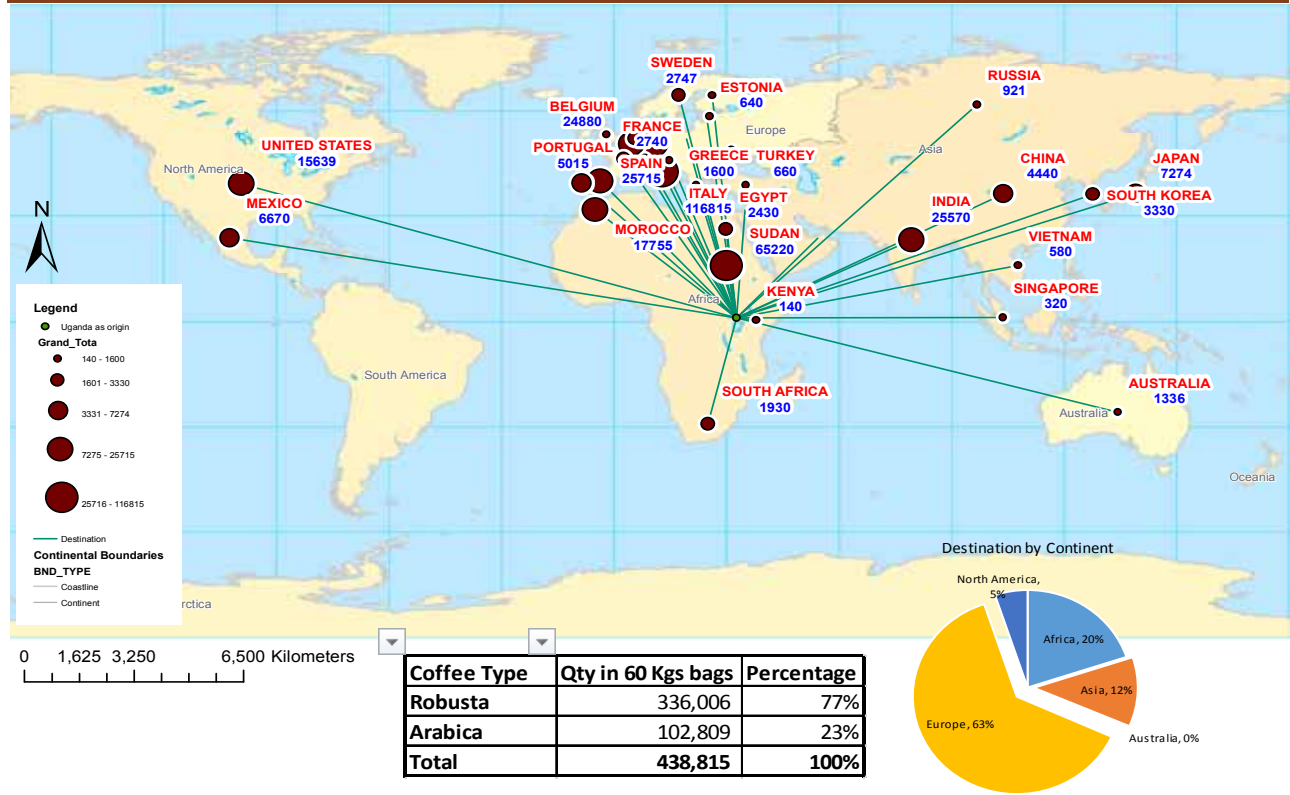 SWEDEN
2747
ESTONIA
640
RUSSIA
921
BELGIUM
24880
FRANCE
2740
Europe
Asia
UNITED STATES
15639
North America
PORTUGAL
5015
SPAIN
25715
GREECE
1600
TURKEY
660
CHINA
4440
JAPAN
7274
MEXICO
6670
ITALY
116815
EGYPT
2430
INDIA
25570
SOUTH KOREA
3330
MOROCCO
17755
SUDAN
65220
VIETNAM
580
N
Africa
KENYA
140
SINGAPORE
320
Legend
Uganda as origin
Grand_Tota
140 - 1600
1601 - 3330
3331 - 7274
7275 - 25715
25716 - 116815
Destination
Continental Boundaries
BND_TYPE
Coastline
Continent
South America
SOUTH AFRICA
1930
AUSTRALIA
1336
Australia
Oceania
rctica
0 1,625 3,250 6,500 Kilometers
Coffee Type Qty in 60 Kgs bags Percentage
Robusta 336,006 77%
Arabica 102,809 23%
Total 438,815 100%
Destination by Continent
North America,
5%
Africa, 20%
Asia, 12%
Australia, 0%
Europe, 63%